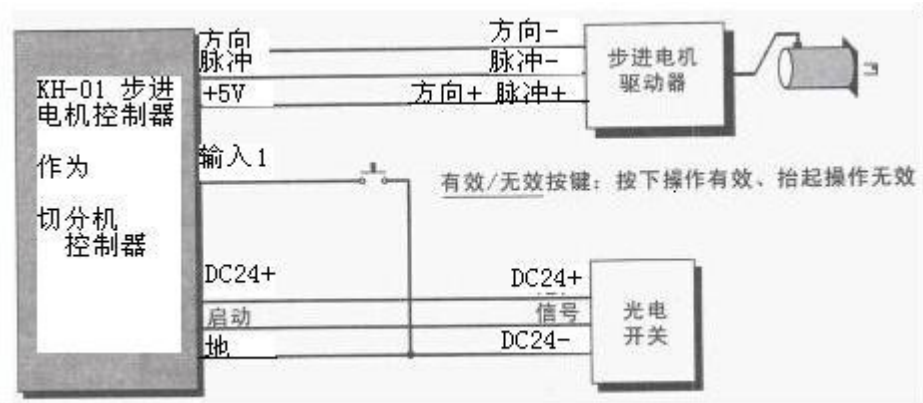 方向
方向-
脉冲
脉冲-
+5V
方向+ 脉冲+
KH-01 步进
电机控制器
作为
切分机
控制器
步进电机
驱动器
输入1
有效/无效按键: 按下操作有效、抬起操作无效
DC24+
DC24+
启动
信号
地
DC24-
光电
开关